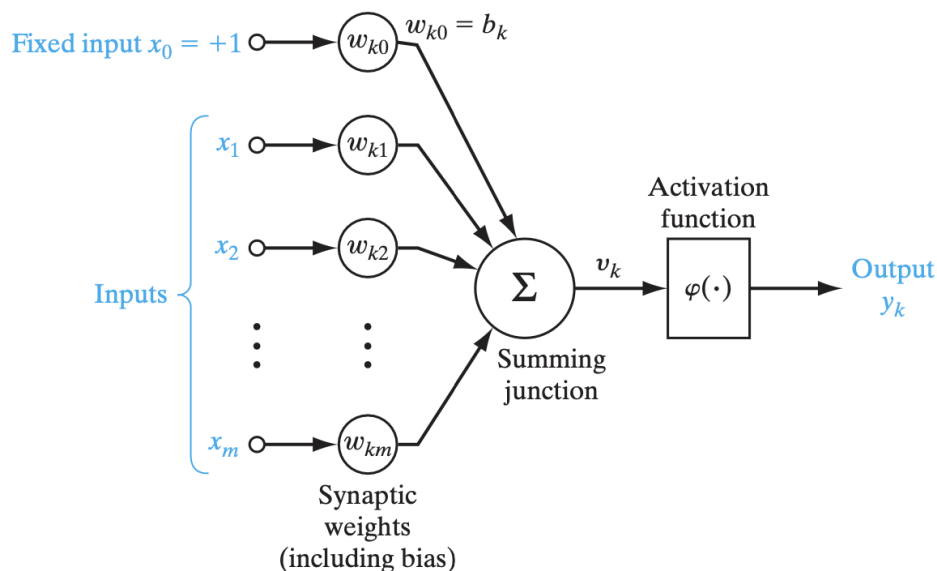 Fixed input x₀ = +1
wₖ₀
wₖ₀ = bₖ
x₁
wₖ₁
x₂
wₖ₂
Inputs
xₘ
wₖₘ
Synaptic
weights
(including bias)
Σ
Summing
junction
vₖ
Activation
function
φ(·)
Output
yₖ